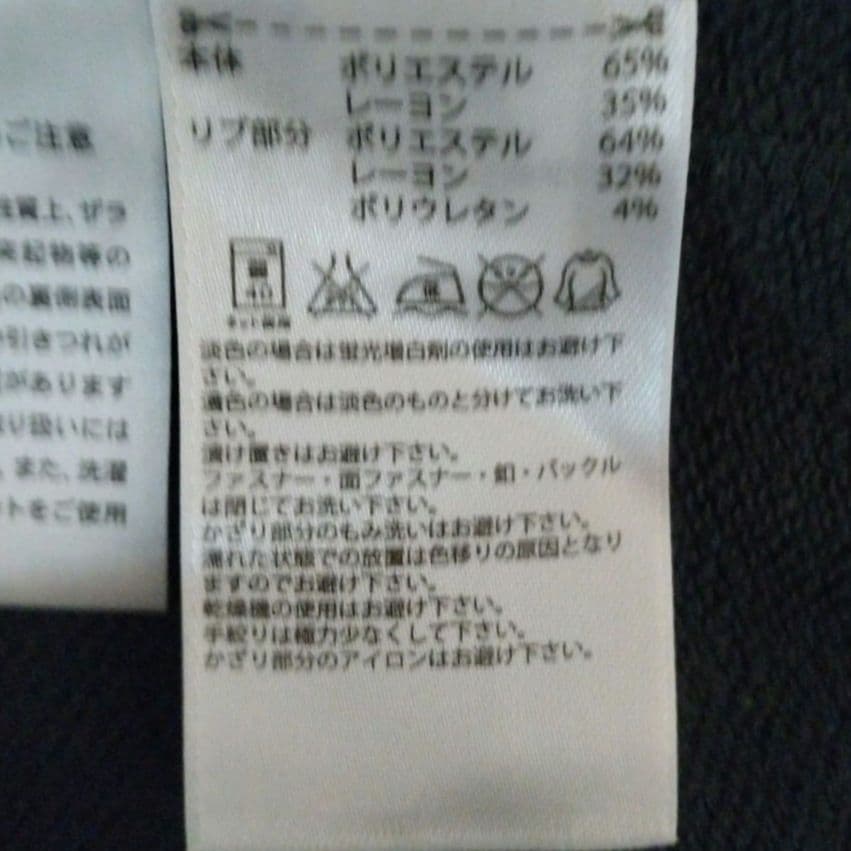 ご注意
性質上、ザラ
突起物等の
の裏側表面
引きつれが
があります
り扱いには
、また、洗濯
ットをご使用
本体 ポリエステル 65%
レーヨン 35%
リブ部分 ポリエステル 64%
レーヨン 32%
ポリウレタン 4%
40
ネット使用
淡色の場合は蛍光増白剤の使用はお避け下
さい。
濃色の場合は淡色のものと分けてお洗い下
さい。
漬け置きはお避け下さい。
ファスナー・面ファスナー・釦・バックル
は閉じてお洗い下さい。
かざり部分のもみ洗いはお避け下さい。
濡れた状態での放置は色移りの原因となり
ますのでお避け下さい。
乾燥機の使用はお避け下さい。
手絞りは極力少なくして下さい。
かざり部分のアイロンはお避け下さい。